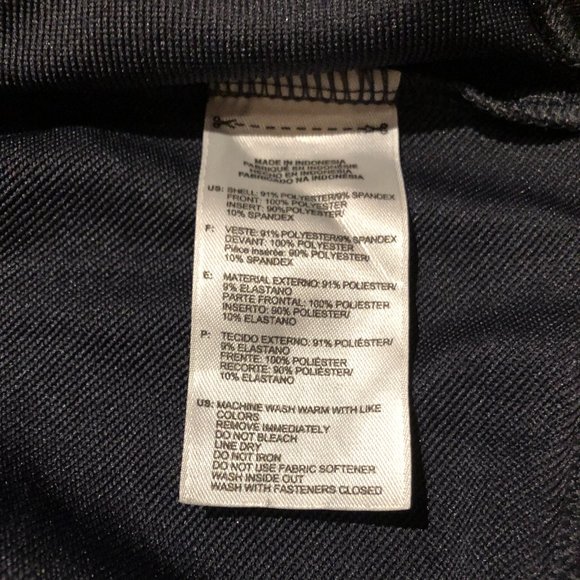 MADE IN INDONESIA
FABRIQUÉ EN INDONÉSIE
HECHO EN INDONESIA
FABRICADO NA INDONÉSIA
US: SHELL: 91% POLYESTER/9% SPANDEX
FRONT: 100% POLYESTER
INSERT: 90%POLYESTER/
10% SPANDEX
F: VESTE: 91% POLYESTER/9% SPANDEX
DEVANT: 100% POLYESTER
Pièce insérée: 90% POLYESTER/
10% SPANDEX
E: MATERIAL EXTERNO: 91% POLIESTER/
9% ELASTANO
PARTE FRONTAL: 100% POLIESTER
INSERTO: 90% POLIESTER/
10% ELASTANO
P: TECIDO EXTERNO: 91% POLIÉSTER/
9% ELASTANO
FRENTE: 100% POLIÉSTER
RECORTE: 90% POLIÉSTER/
10% ELASTANO
US: MACHINE WASH WARM WITH LIKE
COLORS
REMOVE IMMEDIATELY
DO NOT BLEACH
LINE DRY
DO NOT IRON
DO NOT USE FABRIC SOFTENER
WASH INSIDE OUT
WASH WITH FASTENERS CLOSED